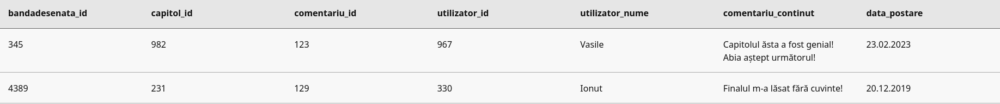 bandadesenata_id capitol_id comentariu_id utilizator_id utilizator_nume comentariu_continut data_postare
345 982 123 967 Vasile Capitolul ăsta a fost genial! 23.02.2023
Abia aștept următorul!
4389 231 129 330 Ionut Finalul m-a lăsat fără cuvinte! 20.12.2019